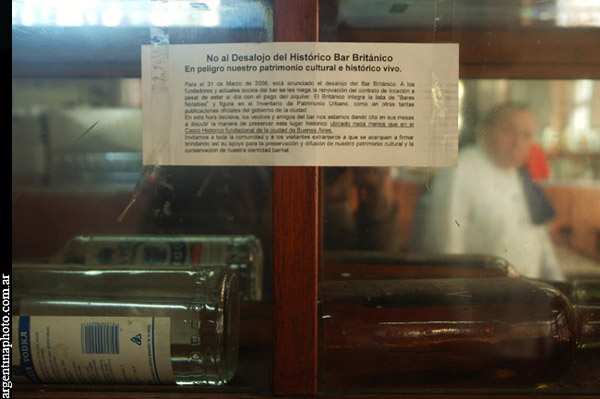 No al Desalojo del Histórico Bar Británico
En peligro nuestro patrimonio cultural e histórico vivo.
Para el 31 de Marzo de 2006, está anunciado el desalojo del Bar Británico. A los
fundadores y actuales socios del bar se les niega la renovación del contrato de locación a
pesar de estar al día con el pago del alquiler. El Británico integra la lista de "Bares
Notables" y figura en el Inventario de Patrimonio Urbano, como en otras tantas
publicaciones oficiales del gobierno de la ciudad.
En esta hora decisiva, los vecinos y amigos del bar nos estamos dando cita en sus mesas
a discutir la manera de preservar este lugar histórico ubicado nada menos que en el
Casco Histórico fundacional de la ciudad de Buenos Aires.
Invitamos a toda la comunidad y a los visitantes extranjeros a que se acerquen a firmar
brindando así su apoyo para la preservación y difusión de nuestro patrimonio cultural y la
conservación de nuestra identidad barrial.
VODKA
argentinaphoto.com.ar